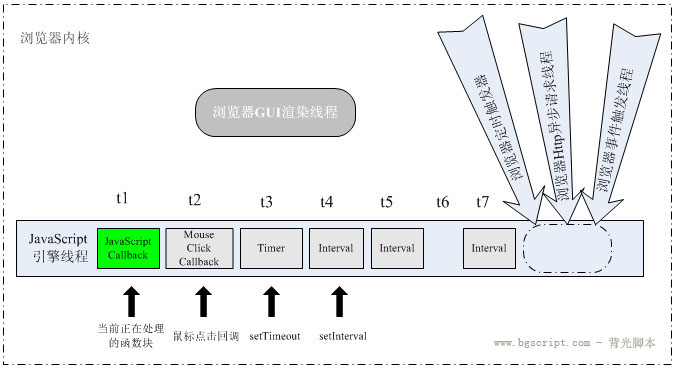 浏览器内核
浏览器GUI渲染线程
浏览器定时触发器
浏览器Http异步请求线程
浏览器事件触发线程
t1 t2 t3 t4 t5 t6 t7
JavaScript
引擎线程
JavaScript
Callback
Mouse
Click
Callback
Timer
Interval
Interval
Interval
当前正在处理
的函数块
鼠标点击回调
setTimeout
setInterval
www.bgscript.com - 背光脚本